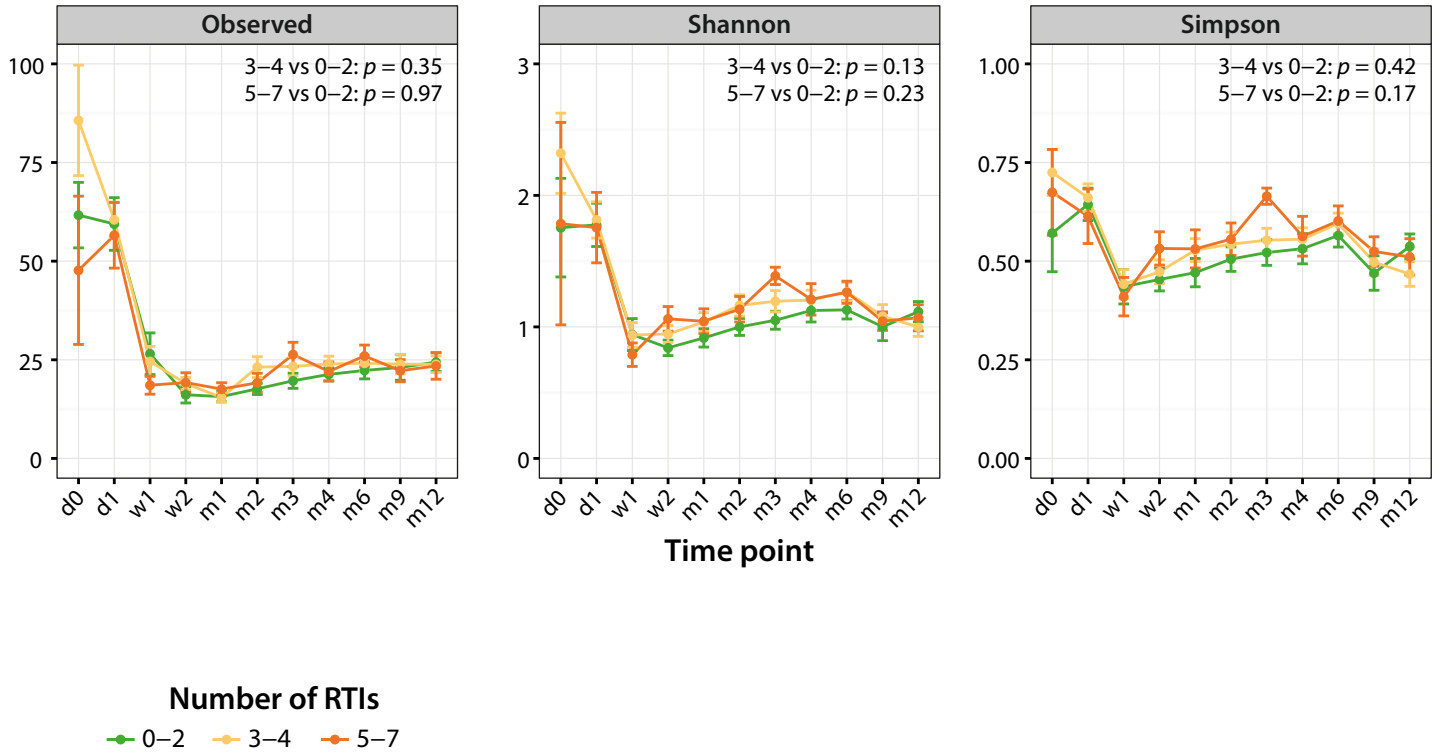 Observed
Shannon
Simpson
3–4 vs 0–2: p = 0.35
5–7 vs 0–2: p = 0.97
3–4 vs 0–2: p = 0.13
5–7 vs 0–2: p = 0.23
3–4 vs 0–2: p = 0.42
5–7 vs 0–2: p = 0.17
100
75
50
25
0
3
2
1
0
1.00
0.75
0.50
0.25
0.00
d0 d1 w1 w2 m1 m2 m3 m4 m6 m9 m12
d0 d1 w1 w2 m1 m2 m3 m4 m6 m9 m12
d0 d1 w1 w2 m1 m2 m3 m4 m6 m9 m12
Time point
Number of RTIs
0–2 3–4 5–7